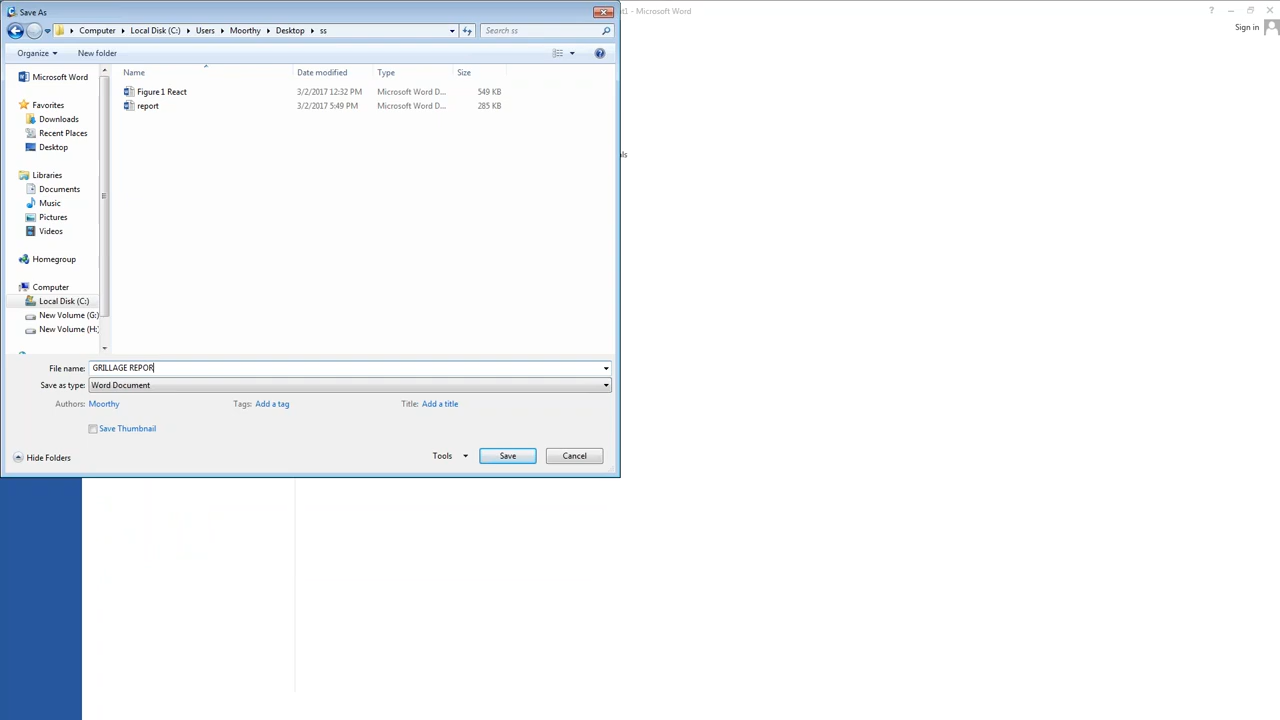 Save As
t1 - Microsoft Word
?
Sign in
Computer Local Disk (C:) Users Moorthy Desktop ss
Search ss
Organize
New folder
Name Date modified Type Size
Microsoft Word
Favorites
Downloads
Recent Places
Desktop
Libraries
Documents
Music
Pictures
Videos
Homegroup
Computer
Local Disk (C:)
New Volume (G:)
New Volume (H:)
Figure 1 React 3/2/2017 12:32 PM Microsoft Word D... 549 KB
report 3/2/2017 5:49 PM Microsoft Word D... 285 KB
als
File name: GRILLAGE REPOR
Save as type: Word Document
Authors: Moorthy Tags: Add a tag Title: Add a title
Save Thumbnail
Hide Folders
Tools
Save
Cancel